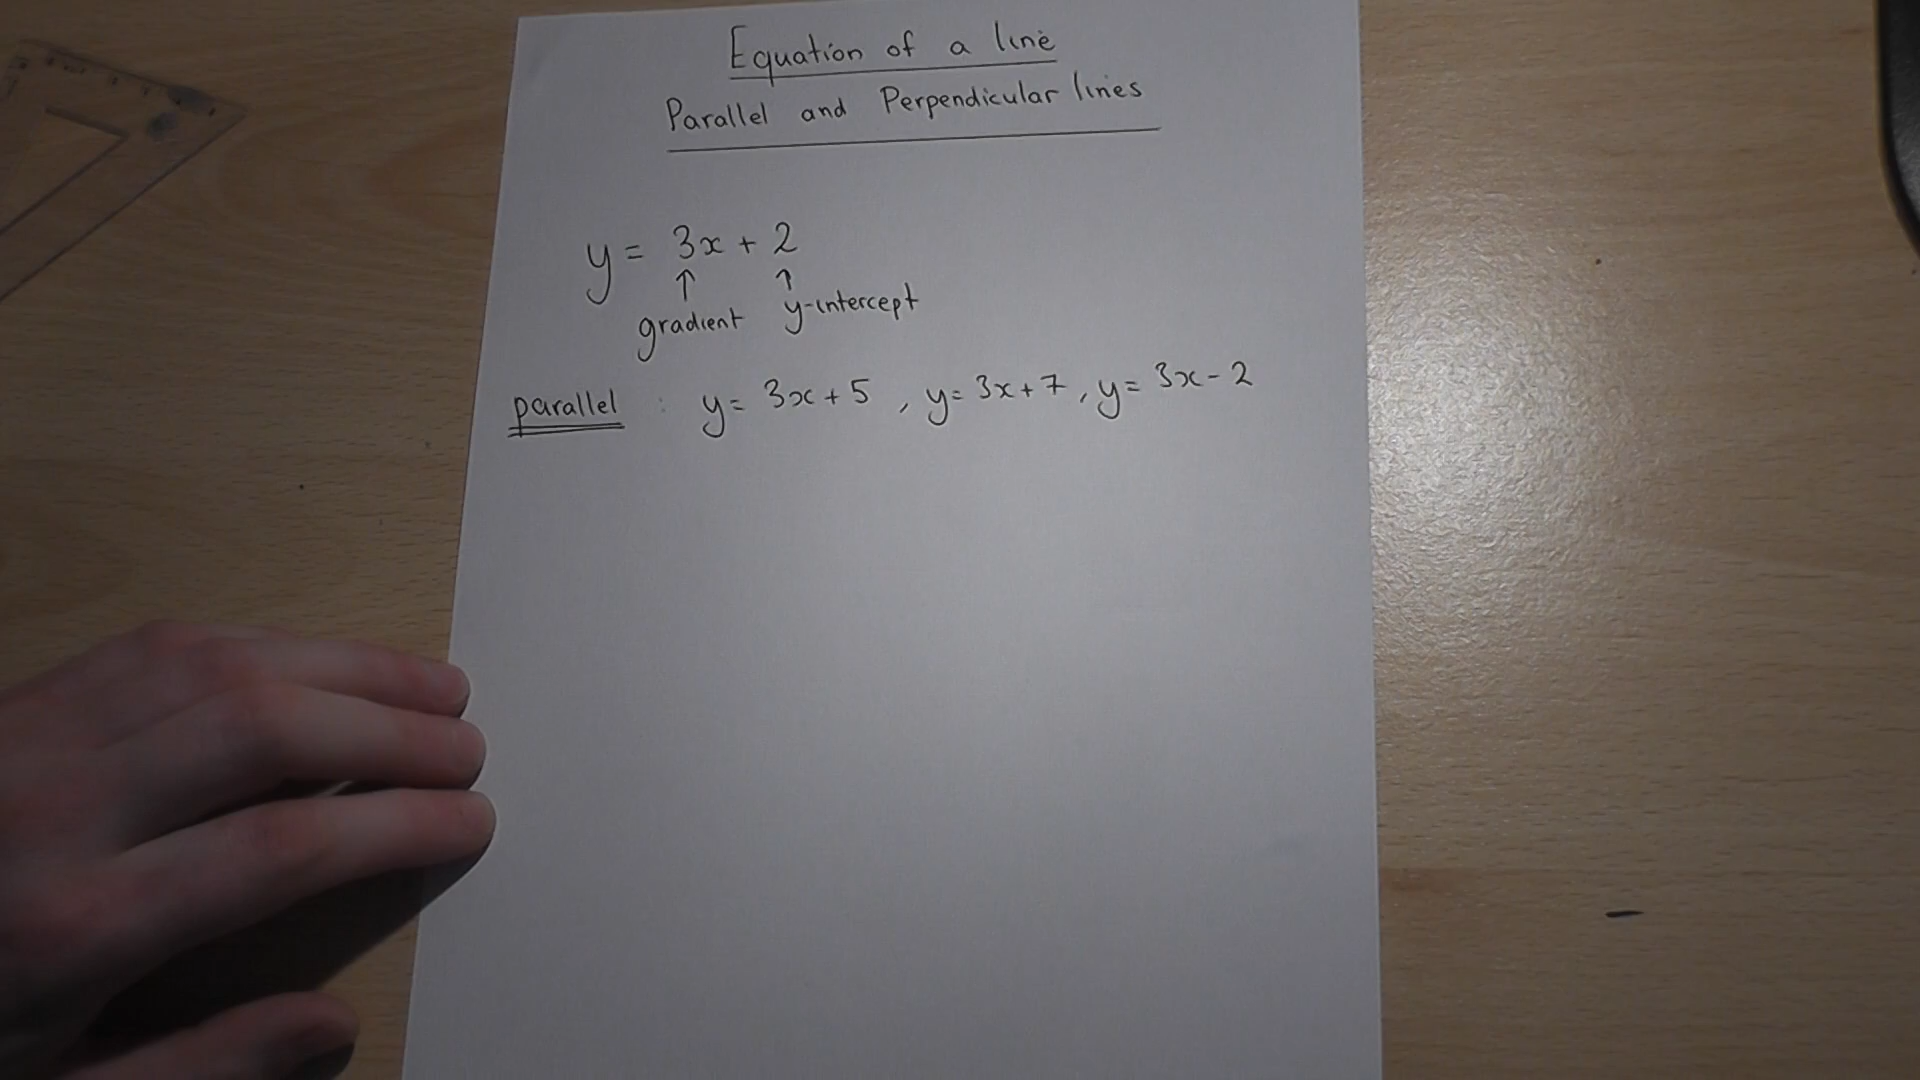 Equation of a line
Parallel and Perpendicular lines
y = 3x + 2
↑ ↑
gradient y-intercept
parallel : y = 3x + 5 , y = 3x + 7 , y = 3x - 2